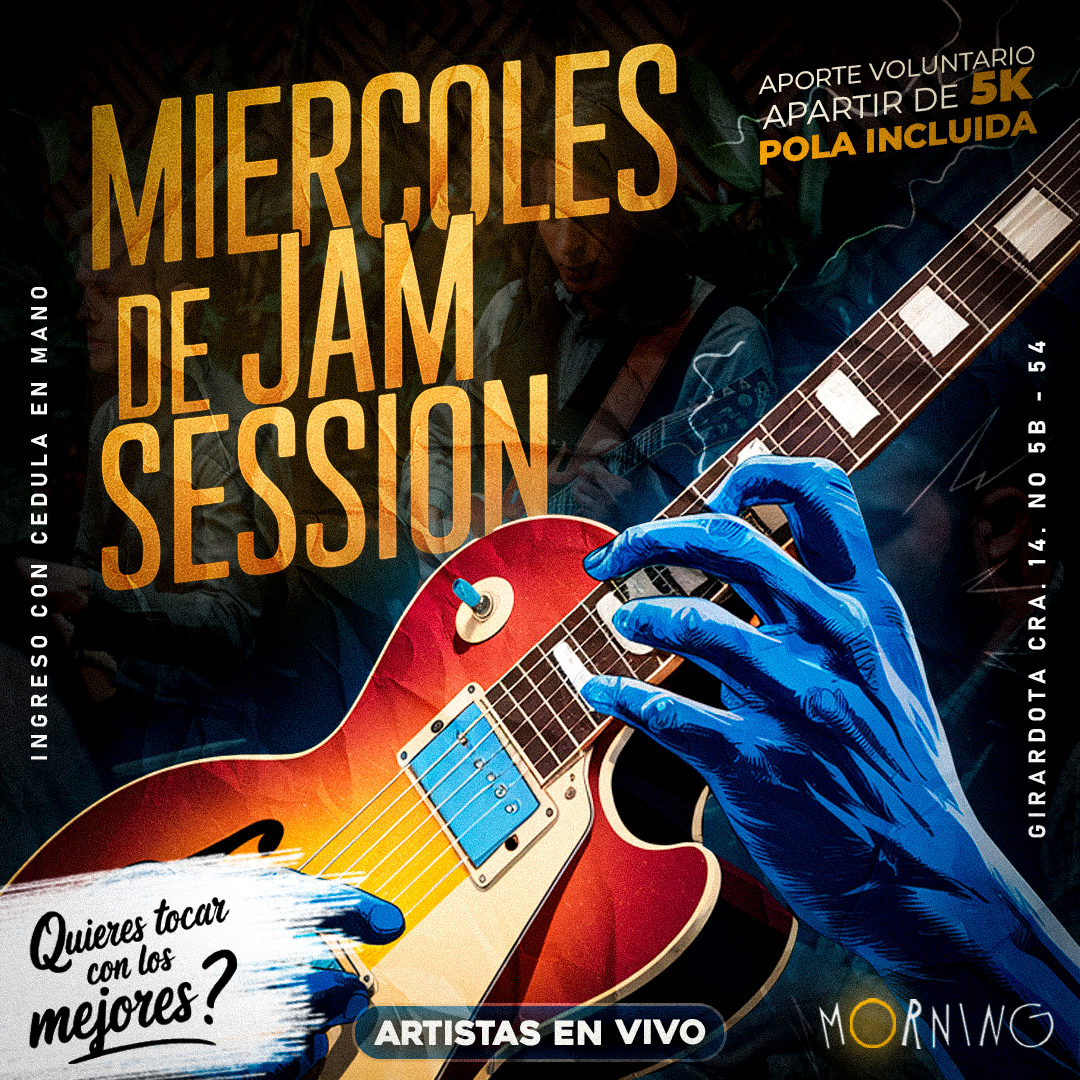 MIERCOLES
DE JAM
SESSION
APORTE VOLUNTARIO
APARTIR DE 5K
POLA INCLUIDA
INGRESO CON CEDULA EN MANO
GIRARDOTA CRA. 14. NO 5B - 54
Quieres tocar
con los
mejores?
ARTISTAS EN VIVO
MORNING